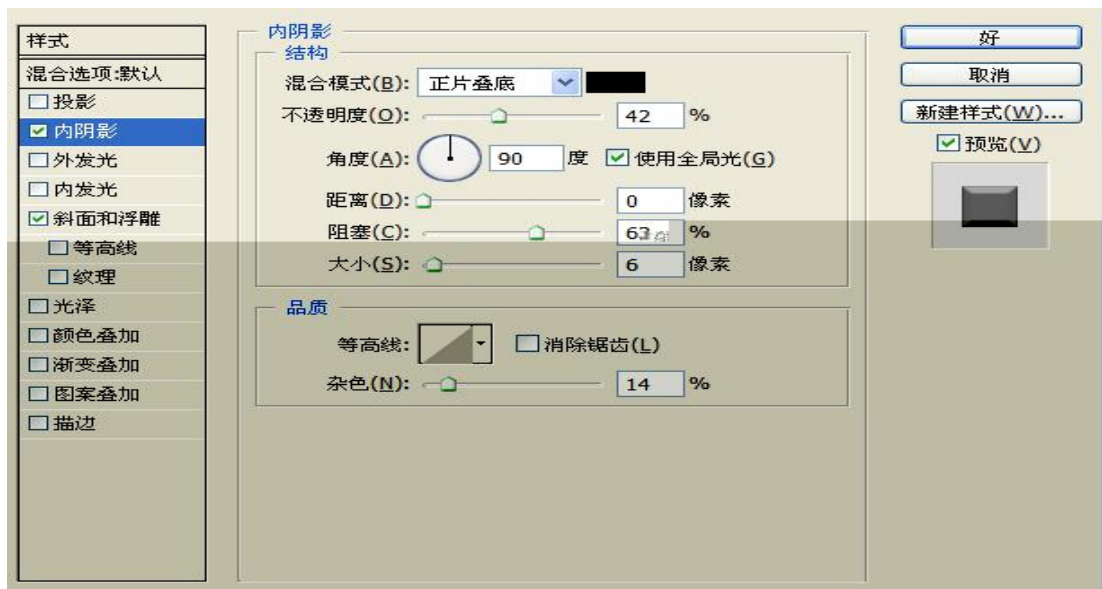 样式
混合选项:默认
投影
内阴影
外发光
内发光
斜面和浮雕
等高线
纹理
光泽
颜色叠加
渐变叠加
图案叠加
描边
内阴影
结构
混合模式(B): 正片叠底
不透明度(O): 42 %
角度(A): 90 度 使用全局光(G)
距离(D): 0 像素
阻塞(C): 63 %
大小(S): 6 像素
品质
等高线: 消除锯齿(L)
杂色(N): 14 %
好
取消
新建样式(W)...
预览(V)